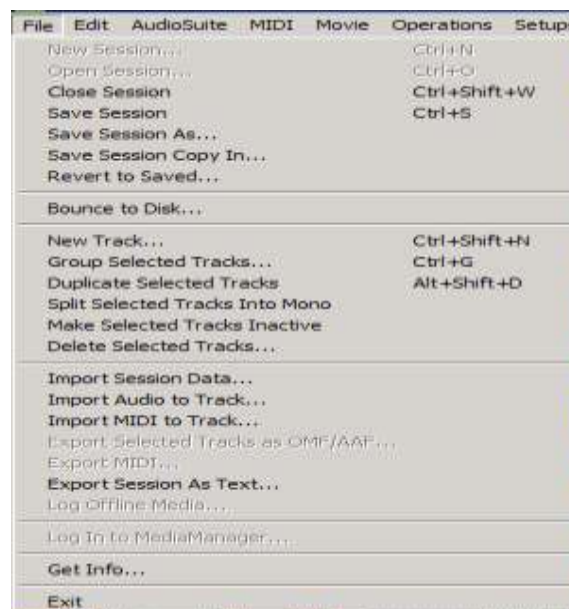 File Edit AudioSuite MIDI Movie Operations Setup
New Session... Ctrl+N
Open Session... Ctrl+O
Close Session Ctrl+Shift+W
Save Session Ctrl+S
Save Session As...
Save Session Copy In...
Revert to Saved...
Bounce to Disk...
New Track... Ctrl+Shift+N
Group Selected Tracks... Ctrl+G
Duplicate Selected Tracks Alt+Shift+D
Split Selected Tracks Into Mono
Make Selected Tracks Inactive
Delete Selected Tracks...
Import Session Data...
Import Audio to Track...
Import MIDI to Track...
Export Selected Tracks as OMF/AAF...
Export MIDI...
Export Session As Text...
Log Offline Media...
Log In to MediaManager...
Get Info...
Exit